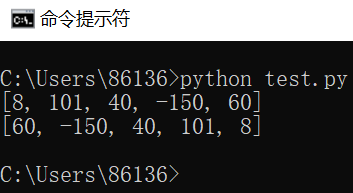 命令提示符
C:\Users\86136>python test.py
[8, 101, 40, -150, 60]
[60, -150, 40, 101, 8]
C:\Users\86136>